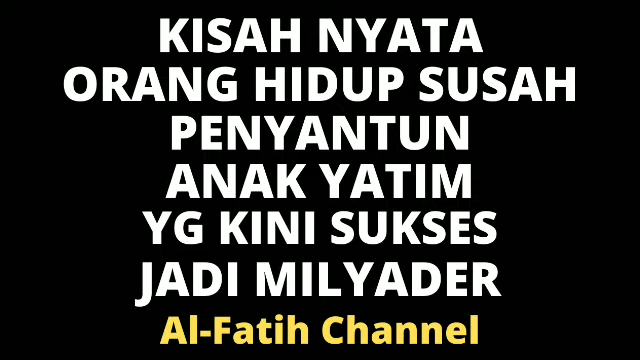 KISAH NYATA
ORANG HIDUP SUSAH
PENYANTUN
ANAK YATIM
YG KINI SUKSES
JADI MILYADER
Al-Fatih Channel